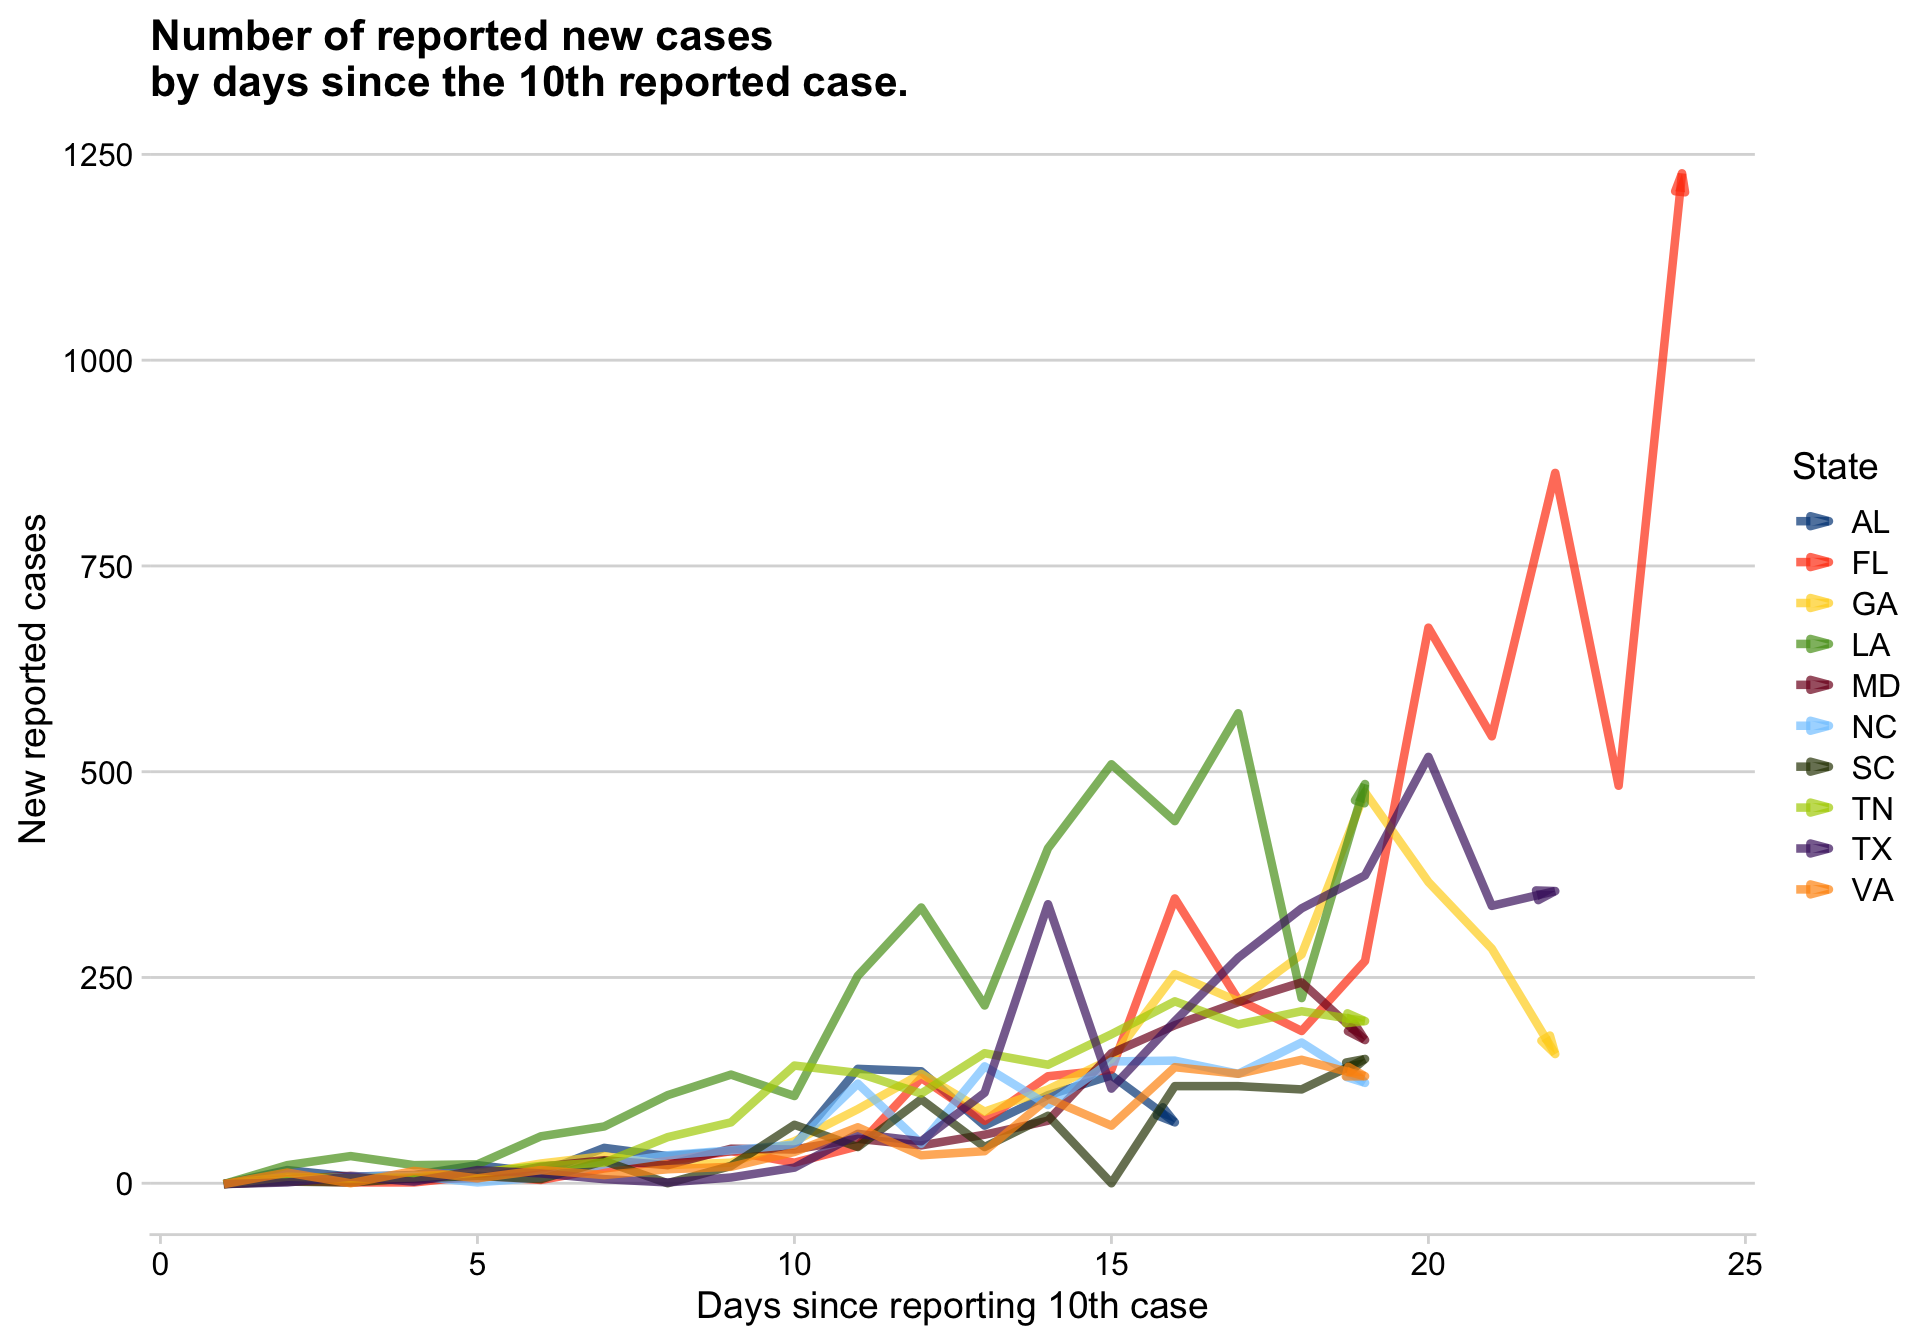 Number of reported new cases
by days since the 10th reported case.
1250
1000
750
500
250
0
New reported cases
0 5 10 15 20 25
Days since reporting 10th case
State
AL
FL
GA
LA
MD
NC
SC
TN
TX
VA